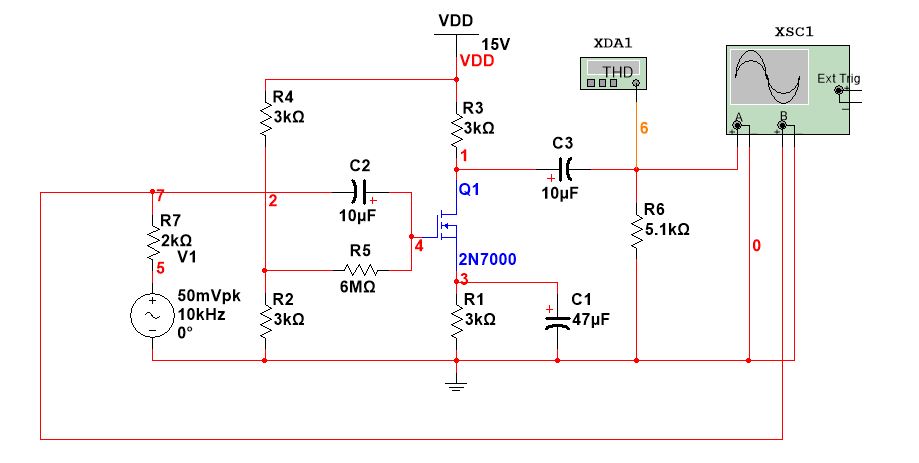 VDD
15V
VDD
XDA1
THD
XSC1
Ext Trig
+
−
A
B
+
−
+
−
R4
3kΩ
R3
3kΩ
1
6
C3
+
10µF
C2
+
10µF
Q1
7
2
R7
2kΩ
V1
5
R5
6MΩ
4
2N7000
3
R6
5.1kΩ
0
50mVpk
10kHz
0°
+
−
R2
3kΩ
R1
3kΩ
C1
+
47µF